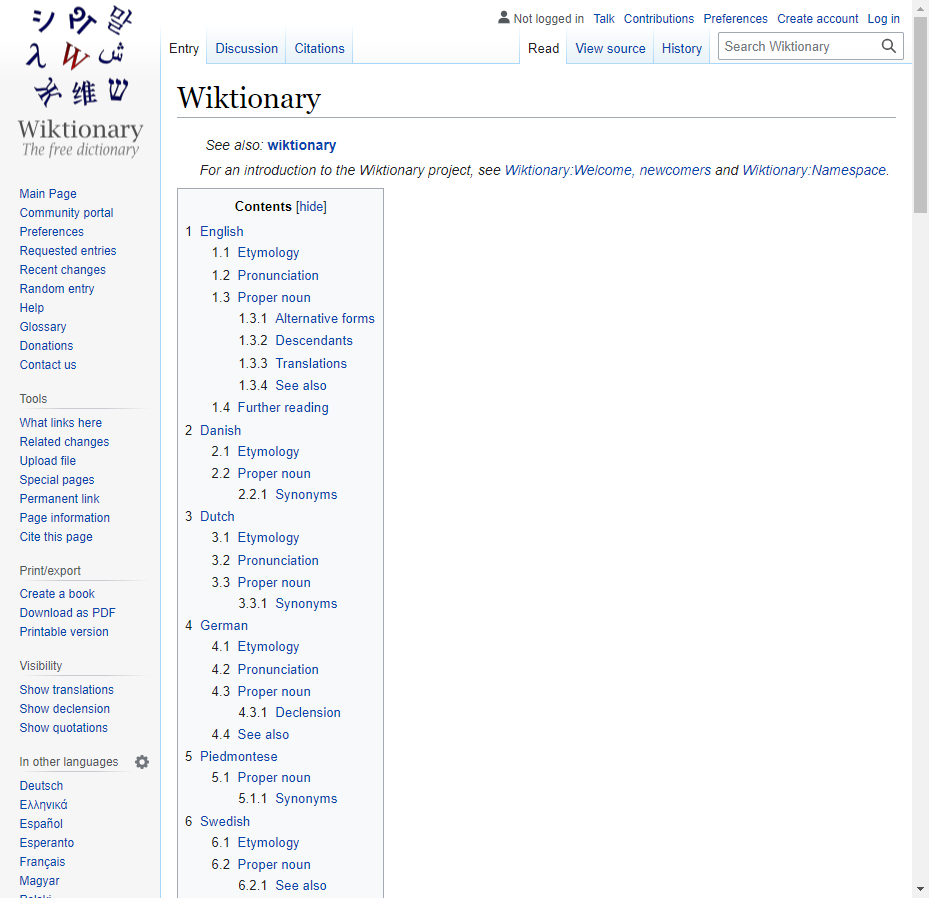 Not logged in Talk Contributions Preferences Create account Log in
Entry Discussion Citations Read View source History Search Wiktionary
シ 말
λ W ش
维 ש
Wiktionary
The free dictionary
Main Page
Community portal
Preferences
Requested entries
Recent changes
Random entry
Help
Glossary
Donations
Contact us
Tools
What links here
Related changes
Upload file
Special pages
Permanent link
Page information
Cite this page
Print/export
Create a book
Download as PDF
Printable version
Visibility
Show translations
Show declension
Show quotations
In other languages
Deutsch
Ελληνικά
Español
Esperanto
Français
Magyar
Polski
Wiktionary
See also: wiktionary
For an introduction to the Wiktionary project, see Wiktionary:Welcome, newcomers and Wiktionary:Namespace.
Contents [hide]
1 English
1.1 Etymology
1.2 Pronunciation
1.3 Proper noun
1.3.1 Alternative forms
1.3.2 Descendants
1.3.3 Translations
1.3.4 See also
1.4 Further reading
2 Danish
2.1 Etymology
2.2 Proper noun
2.2.1 Synonyms
3 Dutch
3.1 Etymology
3.2 Pronunciation
3.3 Proper noun
3.3.1 Synonyms
4 German
4.1 Etymology
4.2 Pronunciation
4.3 Proper noun
4.3.1 Declension
4.4 See also
5 Piedmontese
5.1 Proper noun
5.1.1 Synonyms
6 Swedish
6.1 Etymology
6.2 Proper noun
6.2.1 See also